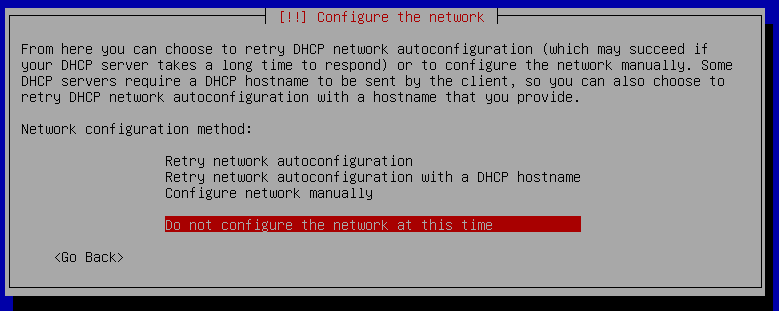 [!!] Configure the network
From here you can choose to retry DHCP network autoconfiguration (which may succeed if
your DHCP server takes a long time to respond) or to configure the network manually. Some
DHCP servers require a DHCP hostname to be sent by the client, so you can also choose to
retry DHCP network autoconfiguration with a hostname that you provide.
Network configuration method:
Retry network autoconfiguration
Retry network autoconfiguration with a DHCP hostname
Configure network manually
Do not configure the network at this time
<Go Back>